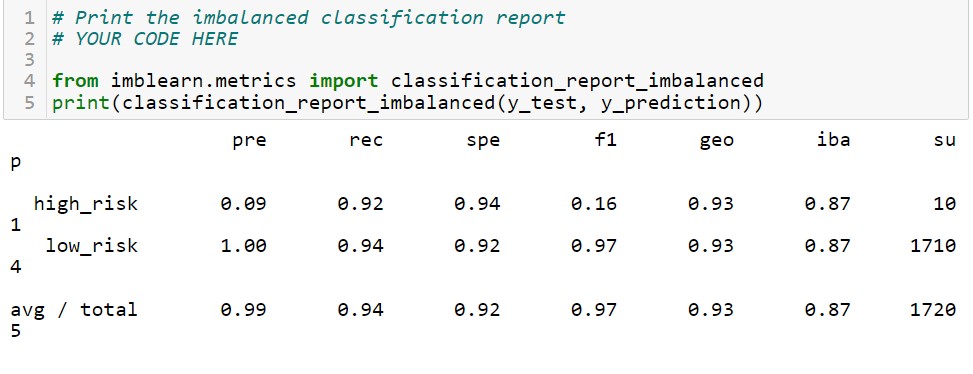 1 # Print the imbalanced classification report
2 # YOUR CODE HERE
3
4 from imblearn.metrics import classification_report_imbalanced
5 print(classification_report_imbalanced(y_test, y_prediction))
pre rec spe f1 geo iba su
p
high_risk 0.09 0.92 0.94 0.16 0.93 0.87 10
1
low_risk 1.00 0.94 0.92 0.97 0.93 0.87 1710
4
avg / total 0.99 0.94 0.92 0.97 0.93 0.87 1720
5